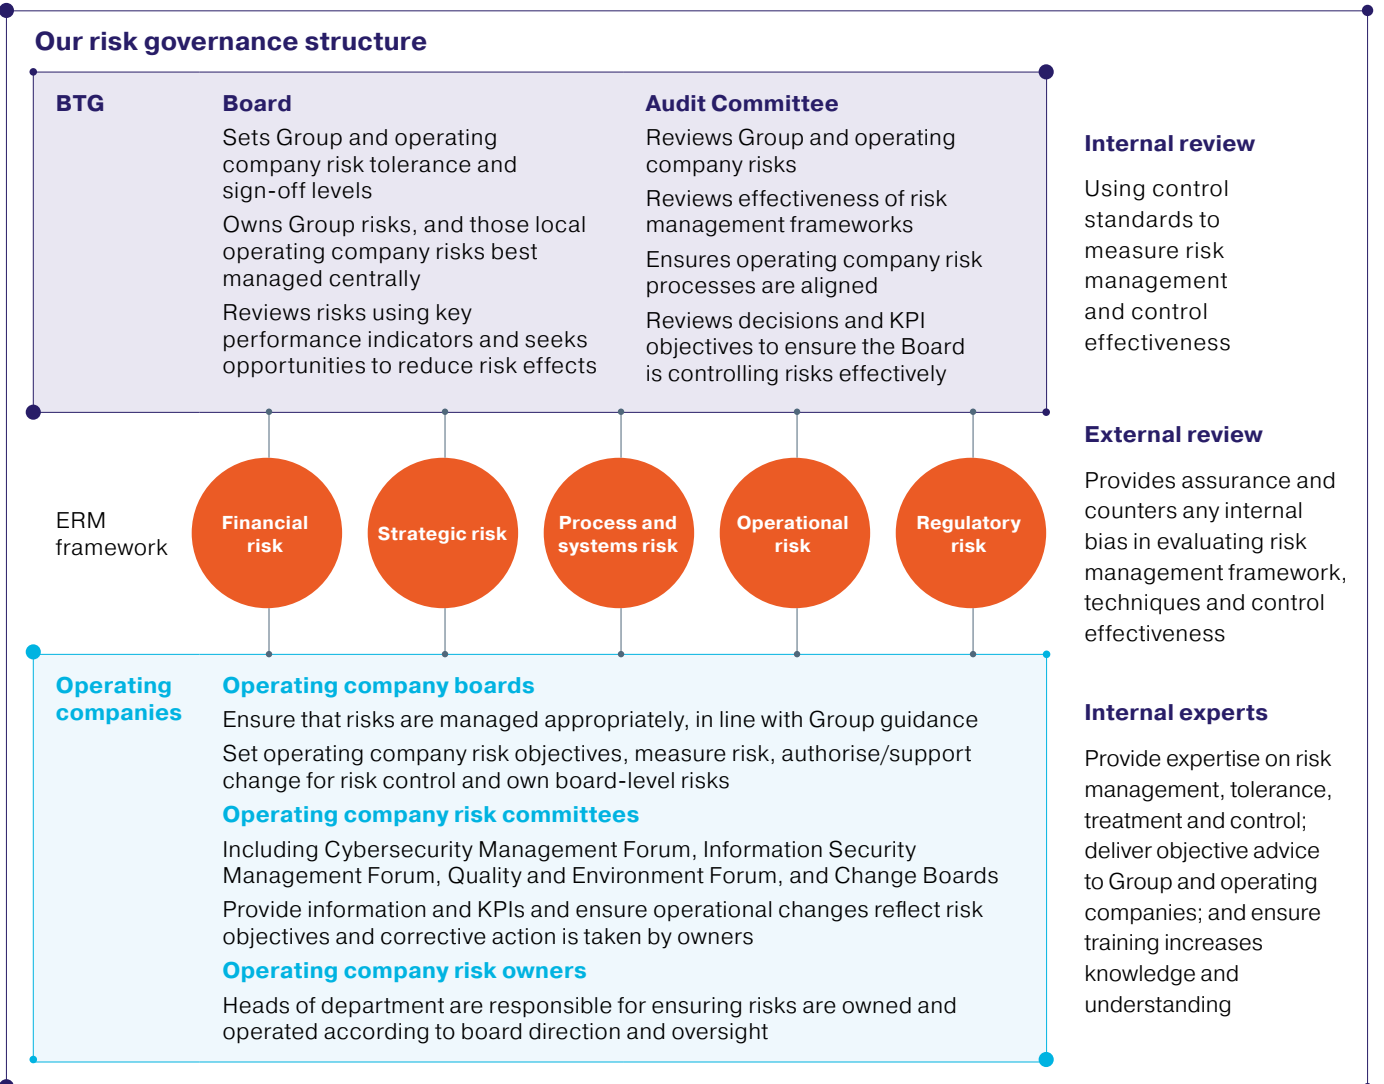 Our risk governance structure
BTG
Board
Sets Group and operating
company risk tolerance and
sign-off levels
Owns Group risks, and those local
operating company risks best
managed centrally
Reviews risks using key
performance indicators and seeks
opportunities to reduce risk effects
Audit Committee
Reviews Group and operating
company risks
Reviews effectiveness of risk
management frameworks
Ensures operating company risk
processes are aligned
Reviews decisions and KPI
objectives to ensure the Board
is controlling risks effectively
ERM
framework
Financial
risk
Strategic risk
Process and
systems risk
Operational
risk
Regulatory
risk
Operating
companies
Operating company boards
Ensure that risks are managed appropriately, in line with Group guidance
Set operating company risk objectives, measure risk, authorise/support
change for risk control and own board-level risks
Operating company risk committees
Including Cybersecurity Management Forum, Information Security
Management Forum, Quality and Environment Forum, and Change Boards
Provide information and KPIs and ensure operational changes reflect risk
objectives and corrective action is taken by owners
Operating company risk owners
Heads of department are responsible for ensuring risks are owned and
operated according to board direction and oversight
Internal review
Using control
standards to
measure risk
management
and control
effectiveness
External review
Provides assurance and
counters any internal
bias in evaluating risk
management framework,
techniques and control
effectiveness
Internal experts
Provide expertise on risk
management, tolerance,
treatment and control;
deliver objective advice
to Group and operating
companies; and ensure
training increases
knowledge and
understanding